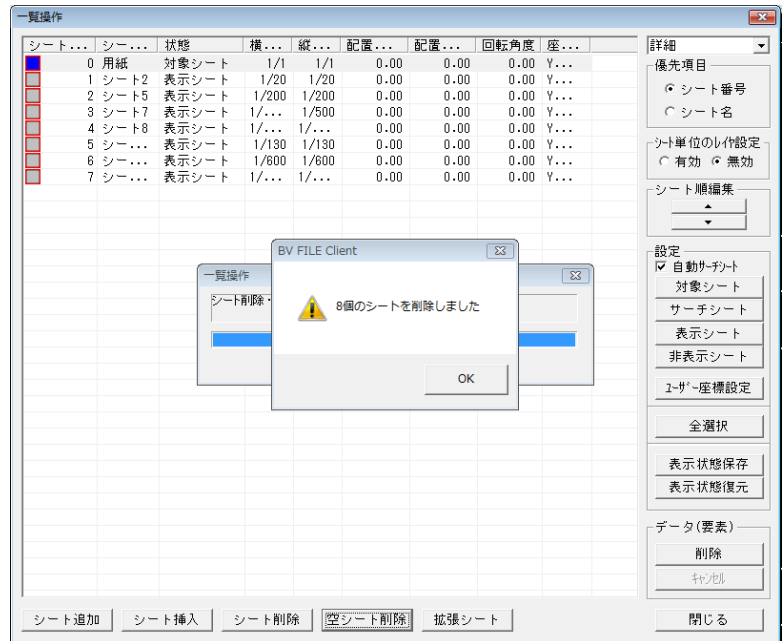 一覧操作
シート... シー... 状態 横... 縦... 配置... 配置... 回転角度 座...
0 用紙 対象シート 1/1 1/1 0.00 0.00 0.00 Y...
1 シート2 表示シート 1/20 1/20 0.00 0.00 0.00 Y...
2 シート5 表示シート 1/200 1/200 0.00 0.00 0.00 Y...
3 シート7 表示シート 1/... 1/500 0.00 0.00 0.00 Y...
4 シート8 表示シート 1/... 1/... 0.00 0.00 0.00 Y...
5 シー... 表示シート 1/130 1/130 0.00 0.00 0.00 Y...
6 シー... 表示シート 1/600 1/600 0.00 0.00 0.00 Y...
7 シー... 表示シート 1/... 1/... 0.00 0.00 0.00 Y...
一覧操作
シート削除・
BV FILE Client
8個のシートを削除しました
OK
詳細
優先項目
シート番号
シート名
ｼｰﾄ単位のﾚｲﾔ設定
有効 無効
シート順編集
設定
自動ｻｰﾁｼｰﾄ
対象シート
サーチシート
表示シート
非表示シート
ﾕｰｻﾞｰ座標設定
全選択
表示状態保存
表示状態復元
データ(要素)
削除
ｷｬﾝｾﾙ
シート追加 シート挿入 シート削除 空シート削除 拡張シート 閉じる